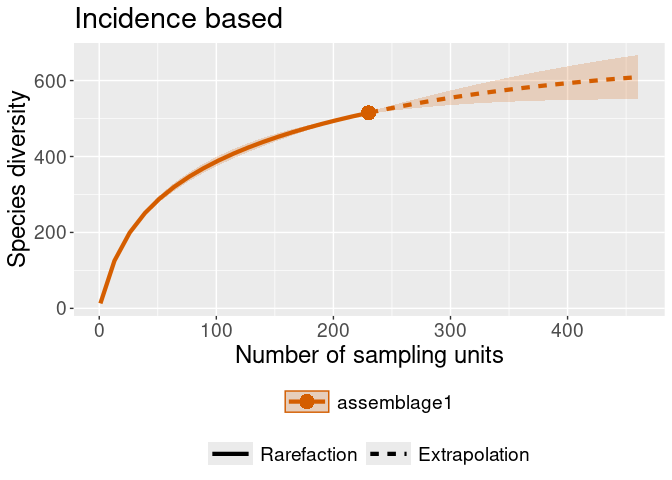 Incidence based
Species diversity
600
400
200
0
0 100 200 300 400
Number of sampling units
assemblage1
Rarefaction Extrapolation